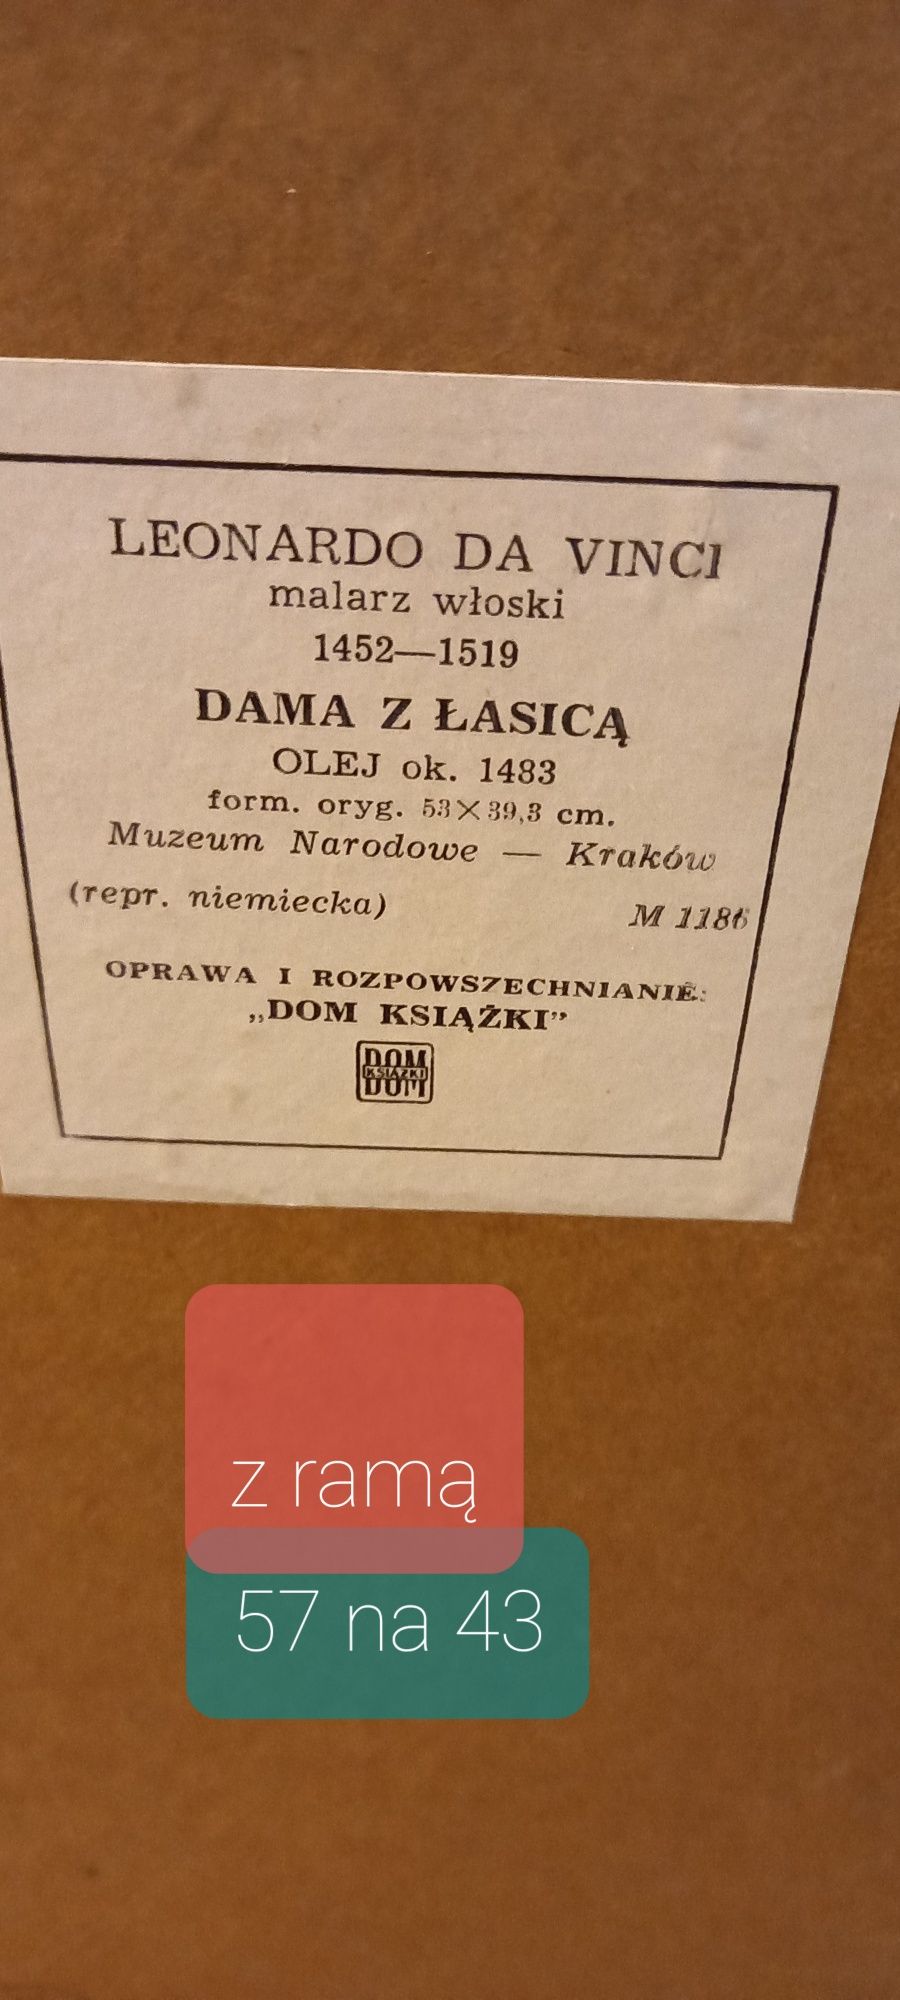 LEONARDO DA VINCI
malarz włoski
1452—1519
DAMA Z ŁASICĄ
OLEJ ok. 1483
form. oryg. 53×39,3 cm.
Muzeum Narodowe — Kraków
(repr. niemiecka) M 1186
OPRAWA I ROZPOWSZECHNIANIE:
„DOM KSIĄŻKI”
DOM
KSIĄŻKI
DOM
z ramą
57 na 43